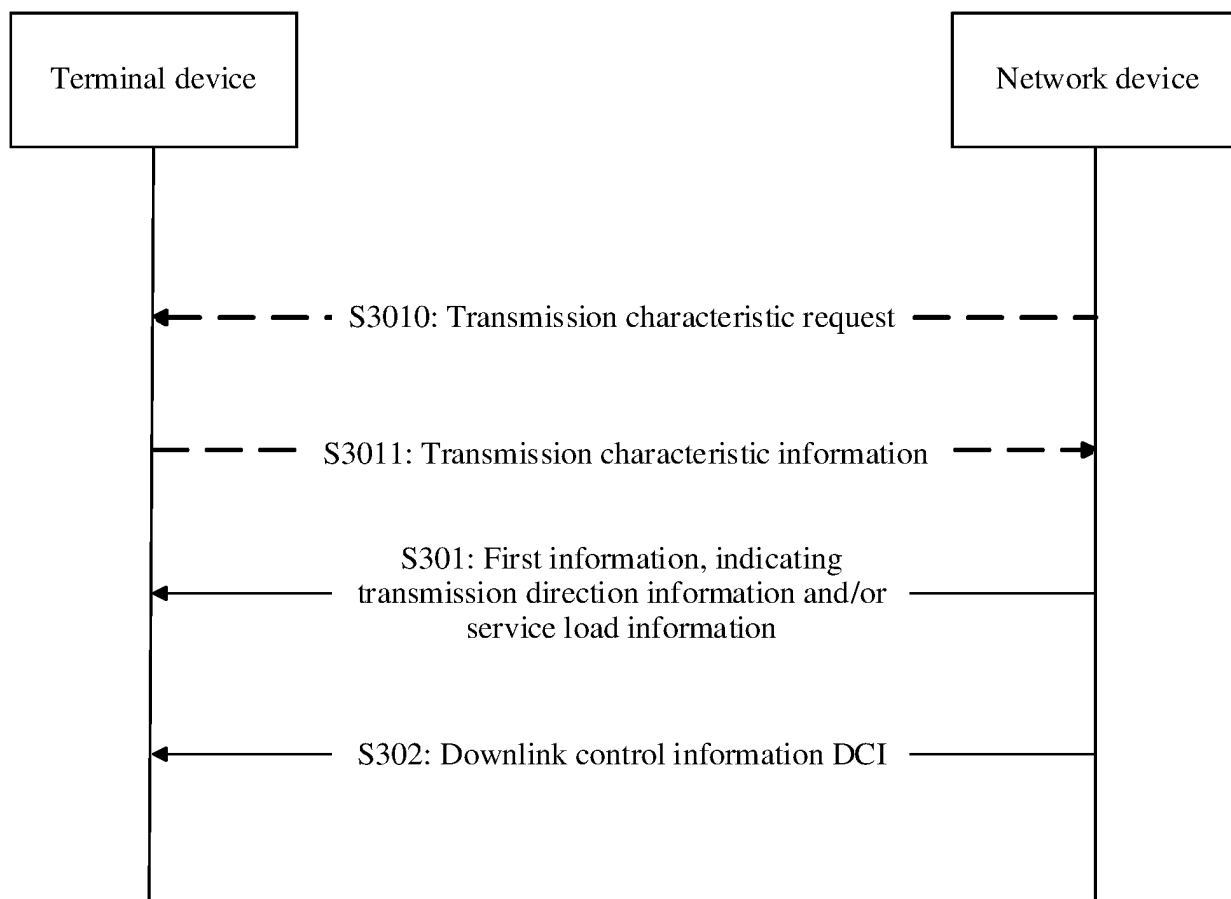 Terminal device
Network device
S3010: Transmission characteristic request
S3011: Transmission characteristic information
S301: First information, indicating
transmission direction information and/or
service load information
S302: Downlink control information DCI